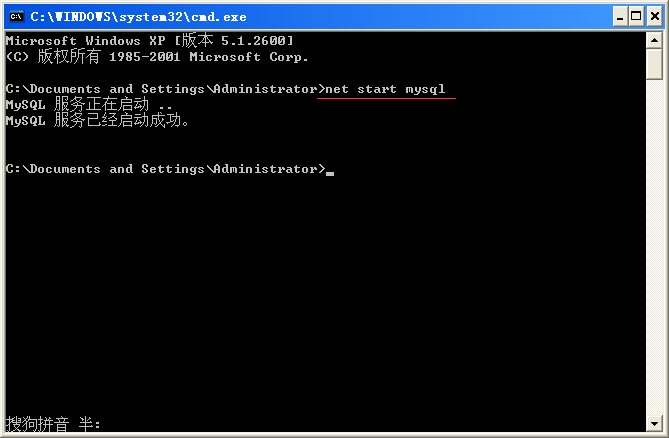 C:\WINDOWS\system32\cmd.exe
Microsoft Windows XP [版本 5.1.2600]
(C) 版权所有 1985-2001 Microsoft Corp.
C:\Documents and Settings\Administrator>net start mysql
MySQL 服务正在启动 ..
MySQL 服务已经启动成功。
C:\Documents and Settings\Administrator>
搜狗拼音 半: